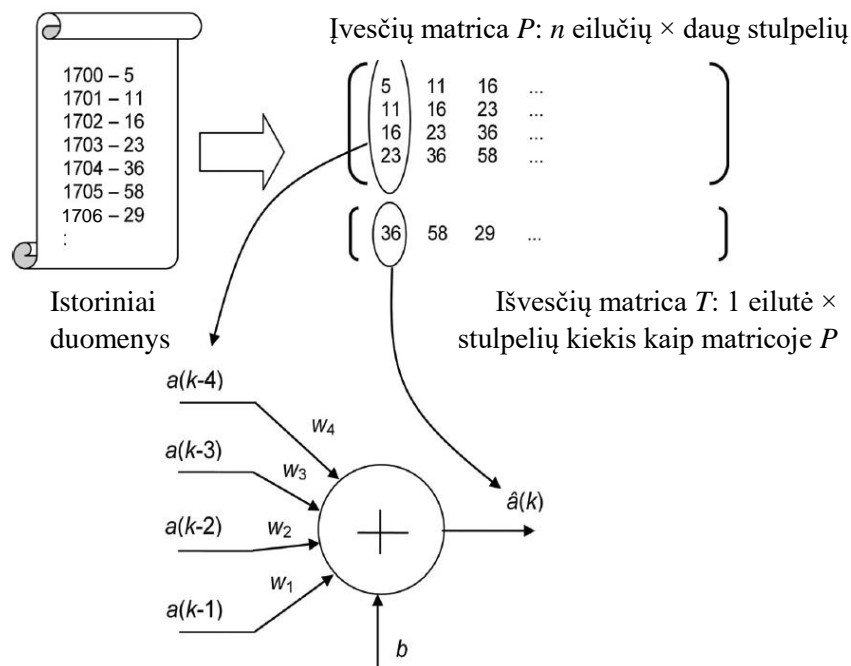 Įvesčių matrica P: n eilučių × daug stulpelių
1700 – 5
1701 – 11
1702 – 16
1703 – 23
1704 – 36
1705 – 58
1706 – 29
:
5 11 16 ...
11 16 23 ...
16 23 36 ...
23 36 58 ...
36 58 29 ...
Istoriniai
duomenys
Išvesčių matrica T: 1 eilutė ×
stulpelių kiekis kaip matricoje P
a(k-4)
w4
a(k-3)
w3
â(k)
a(k-2)
w2
a(k-1)
w1
b